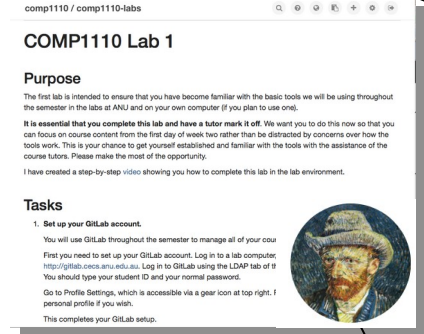 comp1110 / comp1110-labs
COMP1110 Lab 1
Purpose
The first lab is intended to ensure that you have become familiar with the basic tools we will be using throughout
the semester in the labs at ANU and on your own computer (if you plan to use one).
It is essential that you complete this lab and have a tutor mark it off. We want you to do this now so that you
can focus on course content from the first day of week two rather than be distracted by concerns over how the
tools work. This is your chance to get yourself established and familiar with the tools with the assistance of the
course tutors. Please make the most of the opportunity.
I have created a step-by-step video showing you how to complete this lab in the lab environment.
Tasks
1. Set up your GitLab account.
You will use GitLab throughout the semester to manage all of your
First you need to set up your GitLab account. Log in to a lab computer,
http://gitlab.cecs.anu.edu.au. Log in to GitLab using the LDAP tab of
You should type your student ID and your normal password.
Go to Profile Settings, which is accessible via a gear icon at top right.
personal profile if you wish.
This completes your GitLab setup.